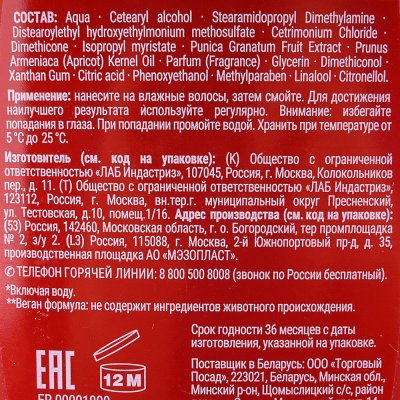 СОСТАВ: Aqua · Cetearyl alcohol · Stearamidopropyl Dimethylamine ·
Distearoylethyl hydroxyethylmonium methosulfate · Cetrimonium Chloride ·
Dimethicone · Isopropyl myristate · Punica Granatum Fruit Extract · Prunus
Armeniaca (Apricot) Kernel Oil · Parfum (Fragrance) · Glycerin · Dimethiconol ·
Xanthan Gum · Citric acid · Phenoxyethanol · Methylparaben · Linalool · Citronellol.
Применение: нанесите на влажные волосы, затем смойте. Для достижения
наилучшего результата используйте регулярно. Внимание: избегайте
попадания в глаза. При попадании промойте водой. Хранить при температуре от
5 °С до 25 °С.
Изготовитель (см. код на упаковке): (К) Общество с ограниченной
ответственностью «ЛАБ Индастриз», 107045, Россия, г. Москва, Колокольников
пер., д. 11. (Т) Общество с ограниченной ответственностью «ЛАБ Индастриз»,
123112, Россия, г. Москва, вн.тер.г. муниципальный округ Пресненский,
ул. Тестовская, д.10, помещ.1/16. Адрес производства (см. код на упаковке):
(53) Россия, 142460, Московская область, г. о. Богородский, тер промплощадка
№ 2, з/у 2. (L3) Россия, 115088, г. Москва, 2-й Южнопортовый пр-д, д. 35,
производственная площадка АО «МЭЗОПЛАСТ».
ТЕЛЕФОН ГОРЯЧЕЙ ЛИНИИ: 8 800 500 8008 (звонок по России бесплатный).
*Включая воду.
**Веган формула: не содержит ингредиентов животного происхождения.
Срок годности 36 месяцев с даты
изготовления, указанной на упаковке.
EAC
12 M
Поставщик в Беларусь: ООО «Торговый
Посад», 223021, Беларусь, Минская обл.,
Минский р-он, Щомыслицкий с/с, район